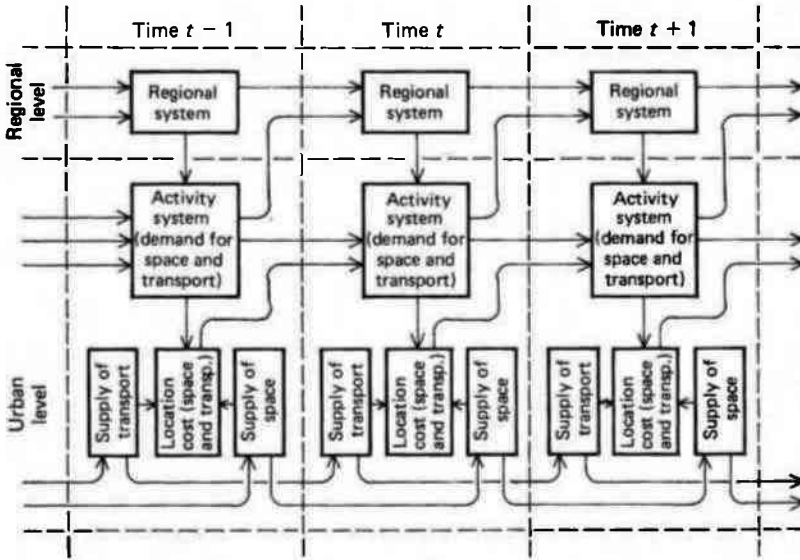 Time t − 1
Time t
Time t + 1
Regional
level
Regional
system
Regional
system
Regional
system
Activity
system
(demand for
space and
transport)
Activity
system
(demand for
space and
transport)
Activity
system
(demand for
space and
transport)
Urban
level
Supply of
transport
Location
cost (space
and transp.)
Supply of
space
Supply of
transport
Location
cost (space
and transp.)
Supply of
space
Supply of
transport
Location
cost (space
and transp.)
Supply of
space